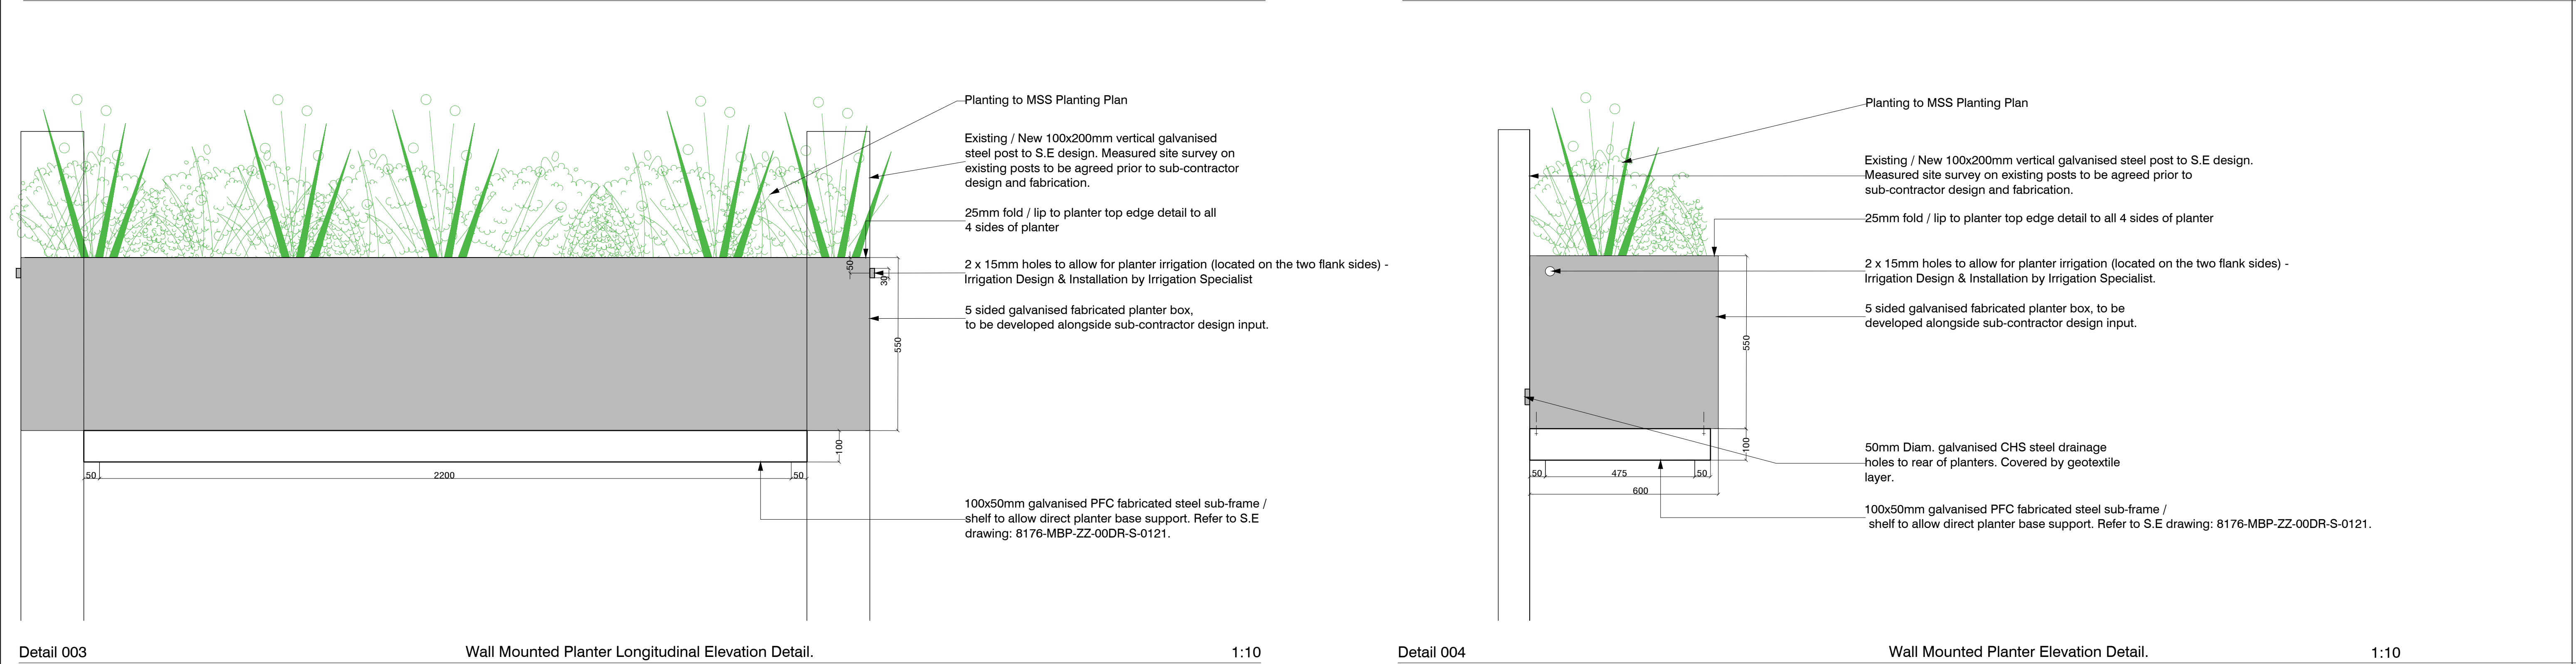 Planting to MSS Planting Plan
Existing / New 100x200mm vertical galvanised
steel post to S.E design. Measured site survey on
existing posts to be agreed prior to sub-contractor
design and fabrication.
25mm fold / lip to planter top edge detail to all
4 sides of planter
50
30
2 x 15mm holes to allow for planter irrigation (located on the two flank sides) -
Irrigation Design & Installation by Irrigation Specialist
5 sided galvanised fabricated planter box,
to be developed alongside sub-contractor design input.
550
100
50
2200
50
100x50mm galvanised PFC fabricated steel sub-frame /
shelf to allow direct planter base support. Refer to S.E
drawing: 8176-MBP-ZZ-00DR-S-0121.
Detail 003
Wall Mounted Planter Longitudinal Elevation Detail.
1:10
Planting to MSS Planting Plan
Existing / New 100x200mm vertical galvanised steel post to S.E design.
Measured site survey on existing posts to be agreed prior to
sub-contractor design and fabrication.
25mm fold / lip to planter top edge detail to all 4 sides of planter
2 x 15mm holes to allow for planter irrigation (located on the two flank sides) -
Irrigation Design & Installation by Irrigation Specialist.
5 sided galvanised fabricated planter box, to be
developed alongside sub-contractor design input.
550
100
50
475
50
600
50mm Diam. galvanised CHS steel drainage
holes to rear of planters. Covered by geotextile
layer.
100x50mm galvanised PFC fabricated steel sub-frame /
shelf to allow direct planter base support. Refer to S.E drawing: 8176-MBP-ZZ-00DR-S-0121.
Detail 004
Wall Mounted Planter Elevation Detail.
1:10